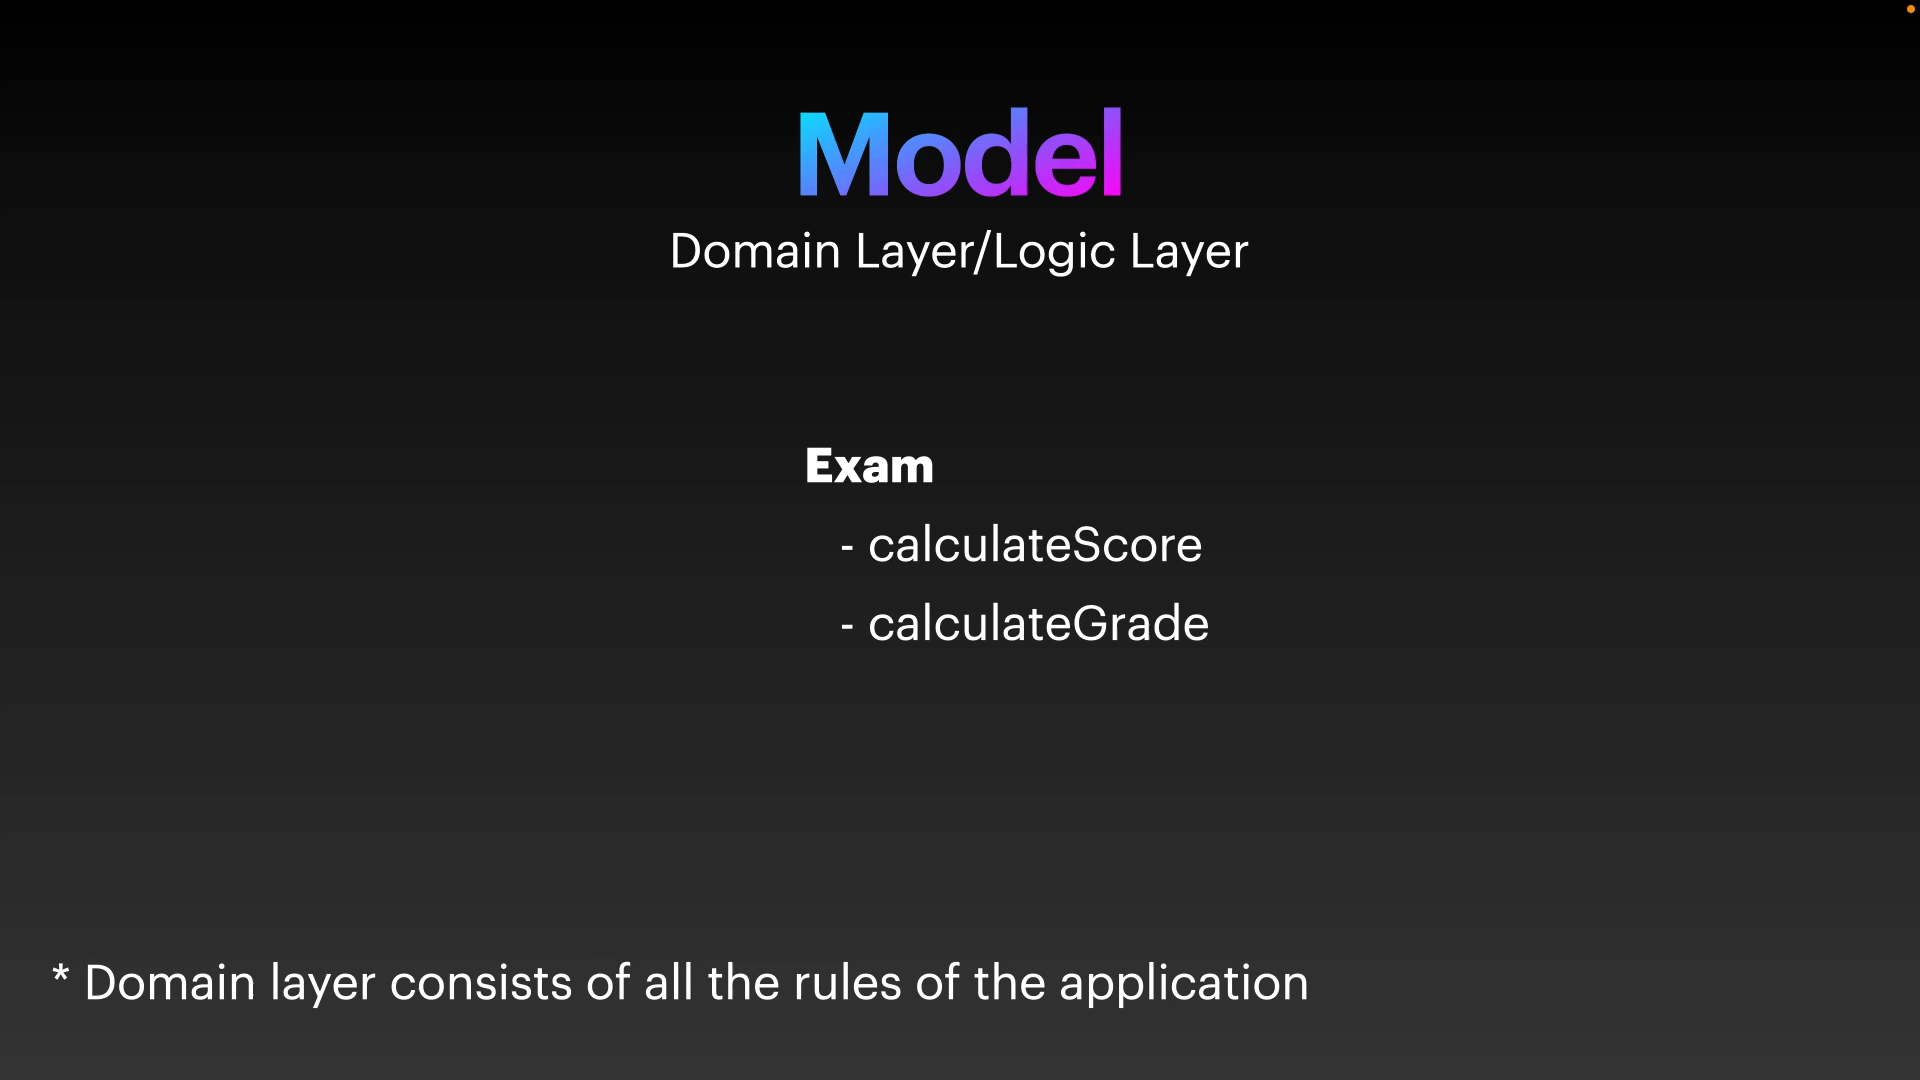 Model
Domain Layer/Logic Layer
Exam
- calculateScore
- calculateGrade
* Domain layer consists of all the rules of the application